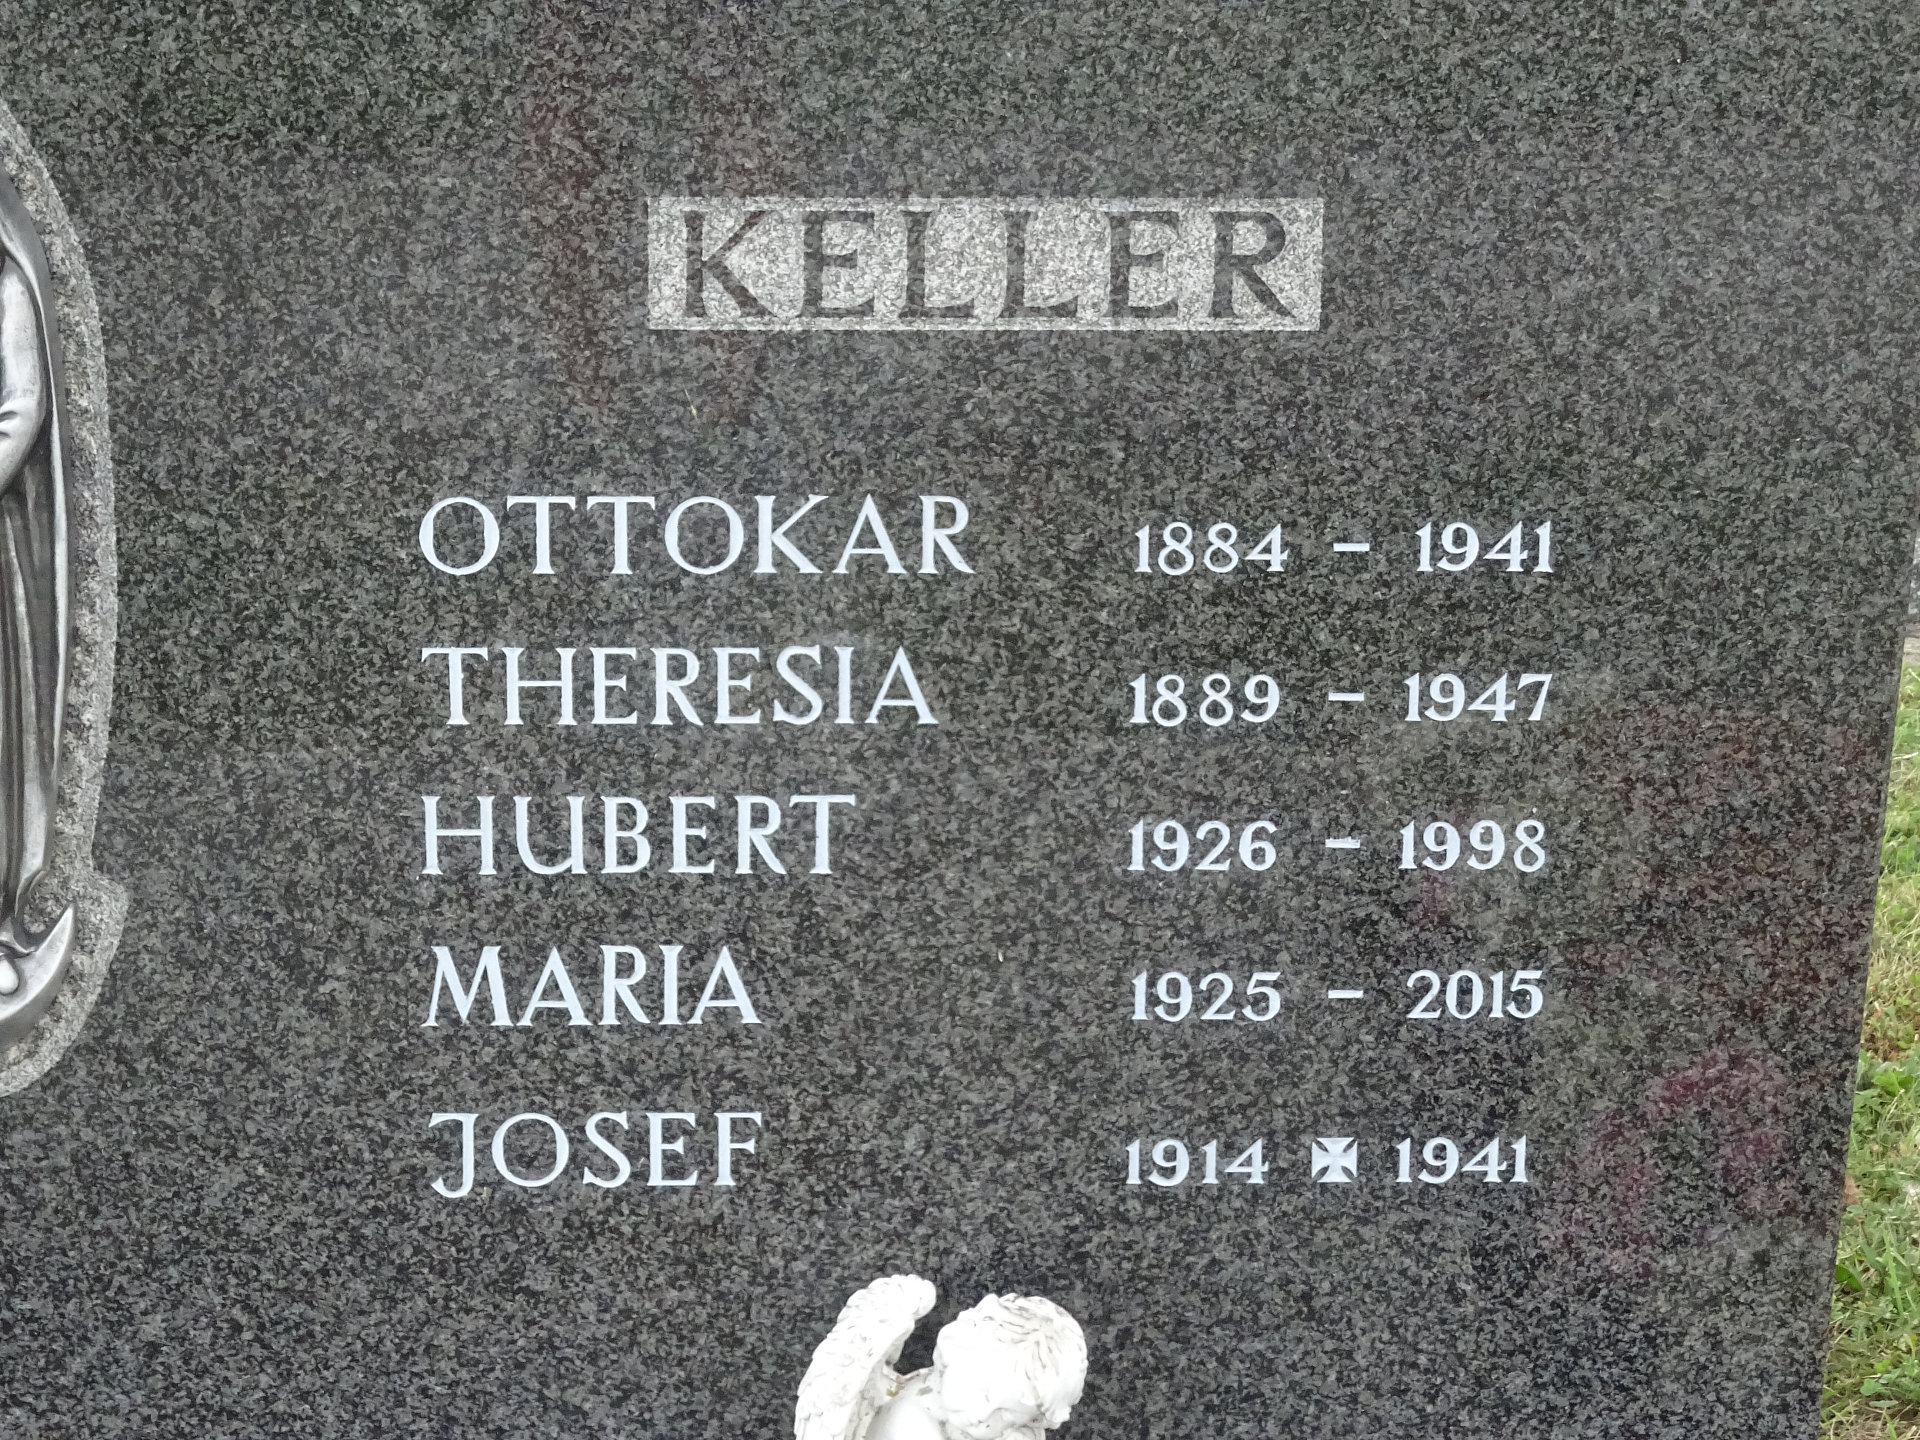 KELLER
OTTOKAR 1884 - 1941
THERESIA 1889 - 1947
HUBERT 1926 - 1998
MARIA 1925 - 2015
JOSEF 1914 ✠ 1941